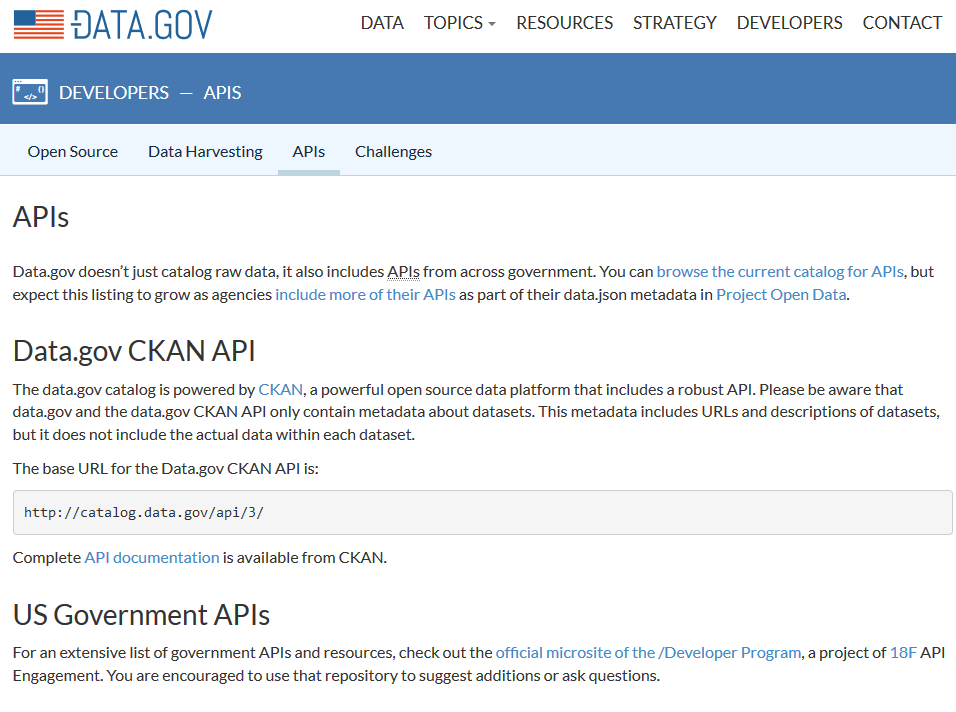 DATA.GOV
DATA TOPICS RESOURCES STRATEGY DEVELOPERS CONTACT
# {} </>
DEVELOPERS — APIS
Open Source Data Harvesting APIs Challenges
APIs
Data.gov doesn’t just catalog raw data, it also includes APIs from across government. You can browse the current catalog for APIs, but
expect this listing to grow as agencies include more of their APIs as part of their data.json metadata in Project Open Data.
Data.gov CKAN API
The data.gov catalog is powered by CKAN, a powerful open source data platform that includes a robust API. Please be aware that
data.gov and the data.gov CKAN API only contain metadata about datasets. This metadata includes URLs and descriptions of datasets,
but it does not include the actual data within each dataset.
The base URL for the Data.gov CKAN API is:
http://catalog.data.gov/api/3/
Complete API documentation is available from CKAN.
US Government APIs
For an extensive list of government APIs and resources, check out the official microsite of the /Developer Program, a project of 18F API
Engagement. You are encouraged to use that repository to suggest additions or ask questions.